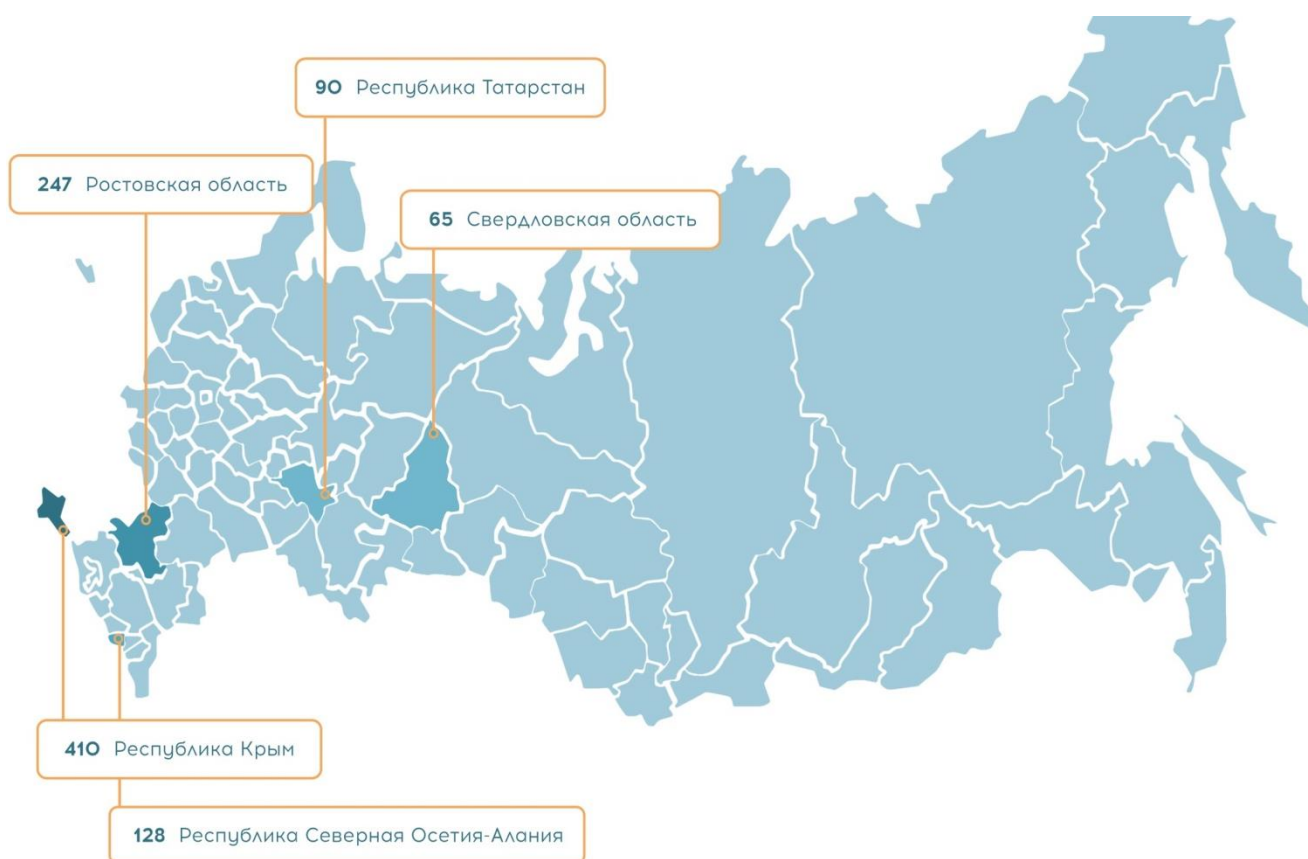 90 Республика Татарстан
247 Ростовская область
65 Свердловская область
410 Республика Крым
128 Республика Северная Осетия-Алания